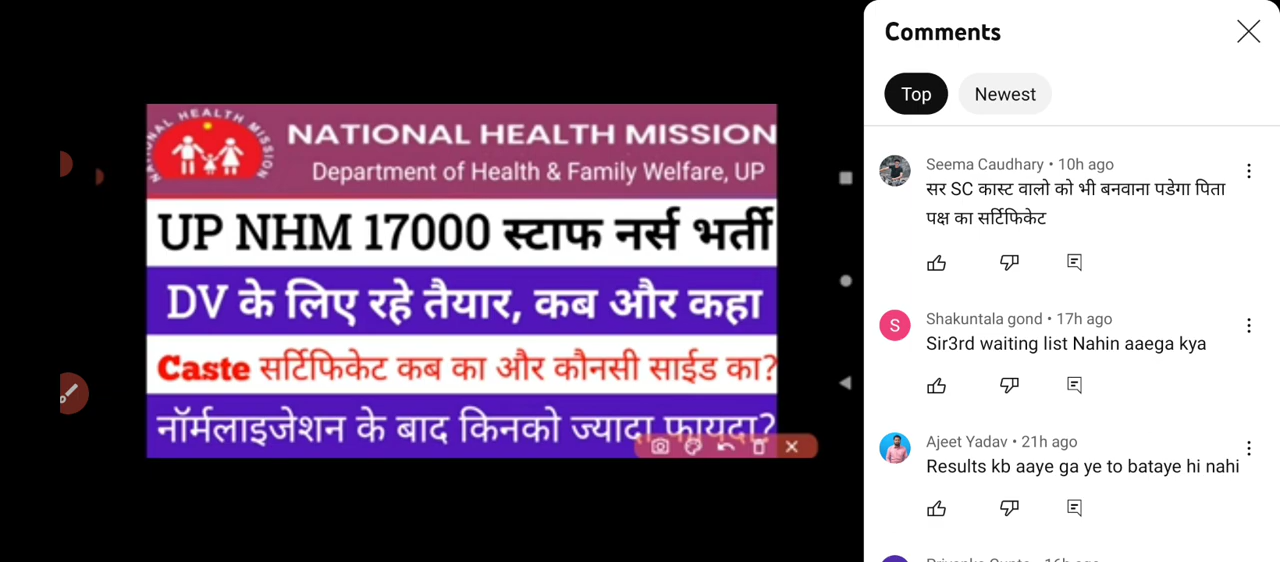 NATIONAL HEALTH MISSION
NATIONAL HEALTH MISSION
Department of Health & Family Welfare, UP
UP NHM 17000 स्टाफ नर्स भर्ती
DV के लिए रहे तैयार, कब और कहा
Caste सर्टिफिकेट कब का और कौनसी साईड का?
नॉर्मलाइजेशन के बाद किनको ज्यादा फायदा?
Comments
Top
Newest
Seema Caudhary • 10h ago
सर SC कास्ट वालो को भी बनवाना पडेगा पिता
पक्ष का सर्टिफिकेट
S
Shakuntala gond • 17h ago
Sir3rd waiting list Nahin aaega kya
Ajeet Yadav • 21h ago
Results kb aaye ga ye to bataye hi nahi